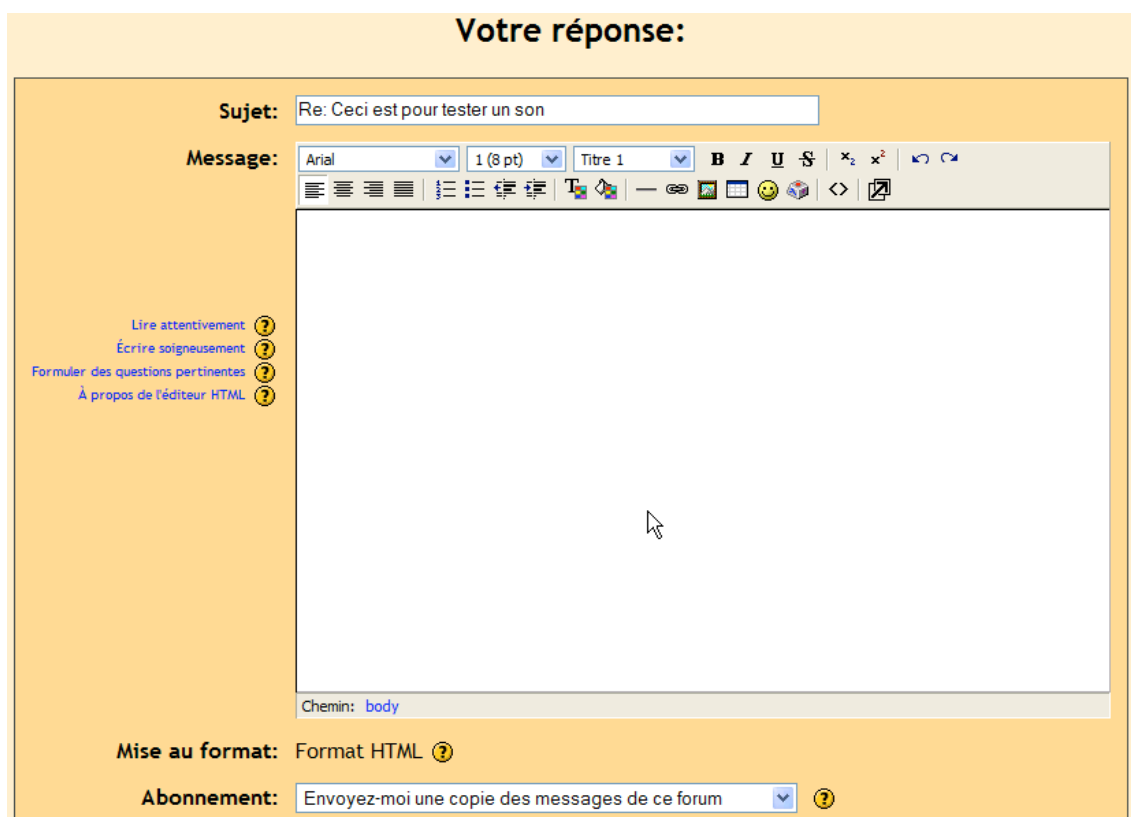 Votre réponse:
Sujet: Re: Ceci est pour tester un son
Message: Arial 1 (8 pt) Titre 1 B I U S x₂ x²
Lire attentivement ?
Écrire soigneusement ?
Formuler des questions pertinentes ?
À propos de l'éditeur HTML ?
Chemin: body
Mise au format: Format HTML ?
Abonnement: Envoyez-moi une copie des messages de ce forum ?